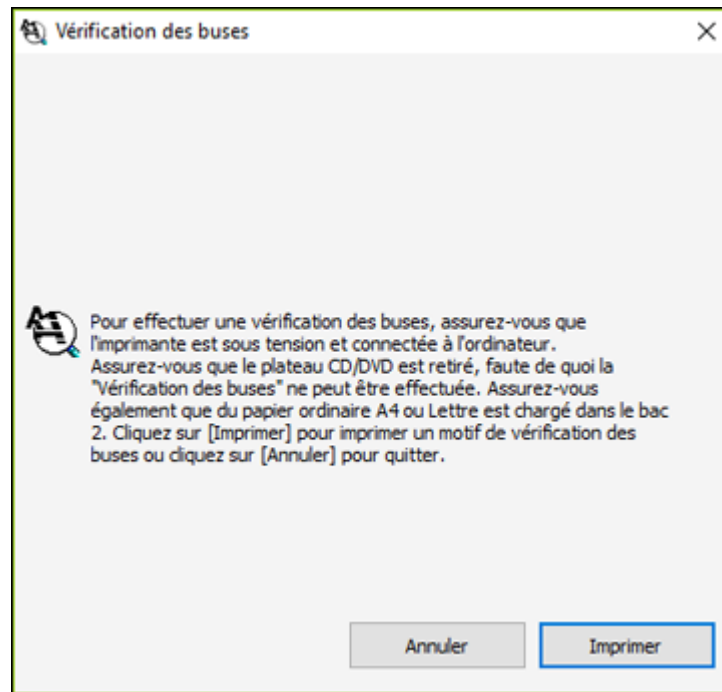 Vérification des buses
Pour effectuer une vérification des buses, assurez-vous que
l'imprimante est sous tension et connectée à l'ordinateur.
Assurez-vous que le plateau CD/DVD est retiré, faute de quoi la
"Vérification des buses" ne peut être effectuée. Assurez-vous
également que du papier ordinaire A4 ou Lettre est chargé dans le bac
2. Cliquez sur [Imprimer] pour imprimer un motif de vérification des
buses ou cliquez sur [Annuler] pour quitter.
Annuler
Imprimer